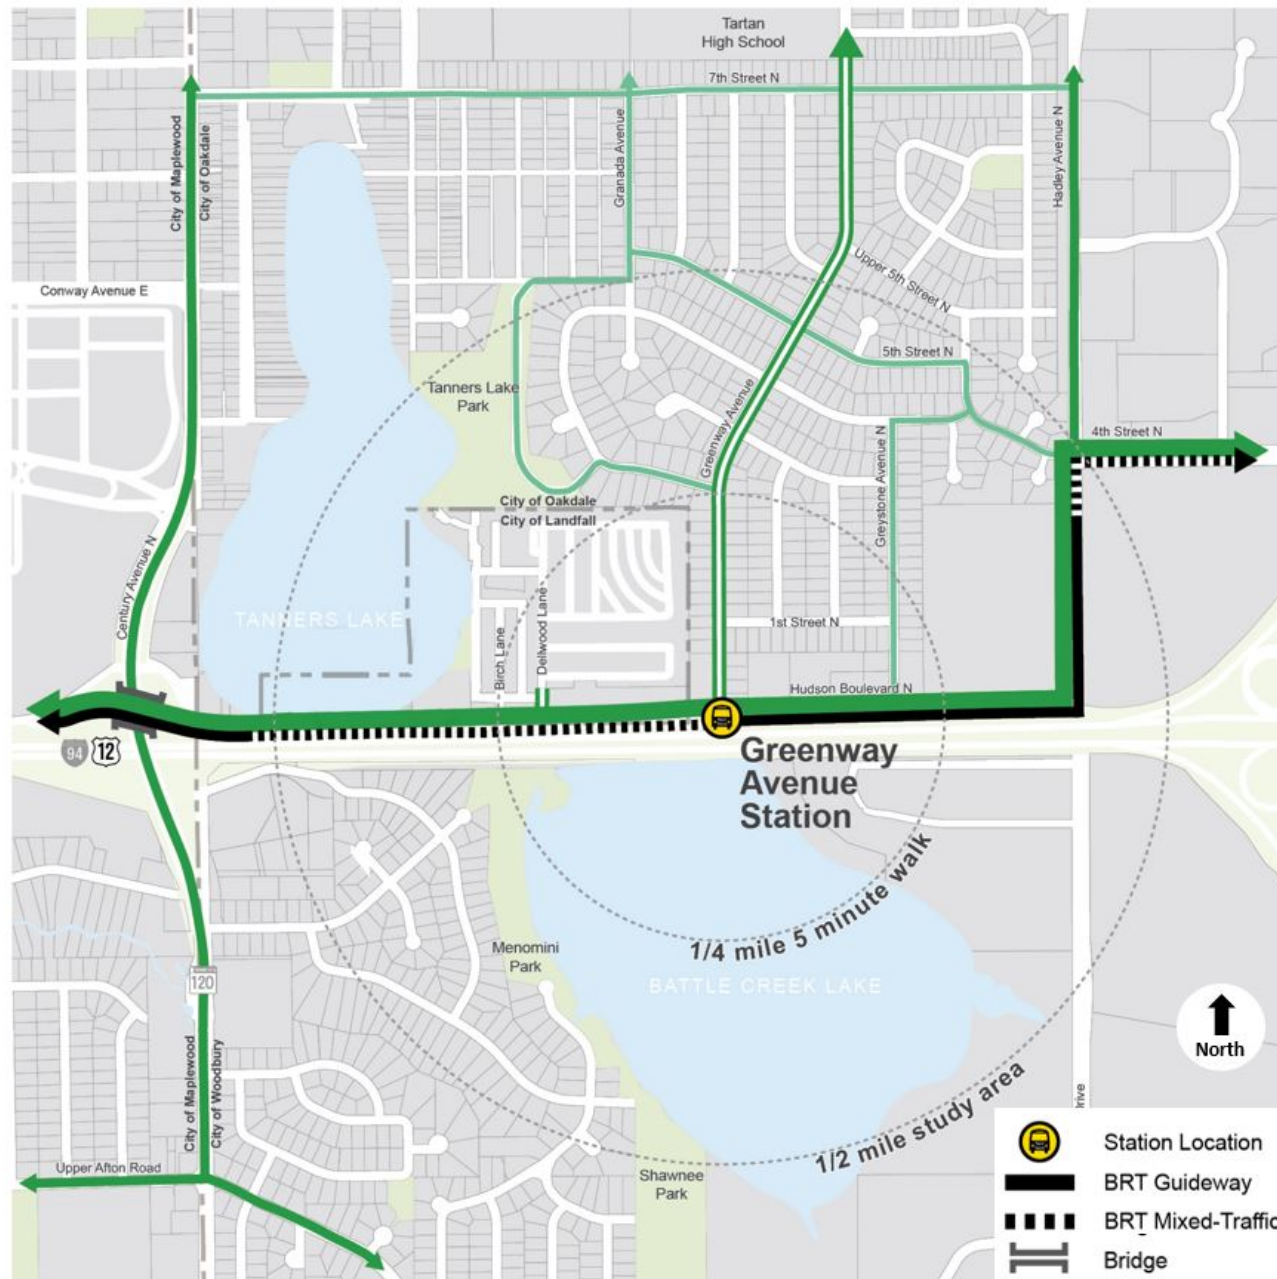 Tartan
High School
7th Street N
City of Maplewood
City of Oakdale
Granada Avenue
Hadley Avenue N
Upper 5th Street N
Conway Avenue E
5th Street N
Tanners Lake
Park
Greenway Avenue
Greystone Avenue N
4th Street N
City of Oakdale
City of Landfall
Century Avenue N
TANNERS LAKE
Birch Lane
Dellwood Lane
1st Street N
Hudson Boulevard N
94
12
Greenway
Avenue
Station
1/4 mile 5 minute walk
Menomini
Park
BATTLE CREEK LAKE
120
North
City of Maplewood
City of Woodbury
Drive
1/2 mile study area
Upper Afton Road
Shawnee
Park
Station Location
BRT Guideway
BRT Mixed-Traffic
Bridge